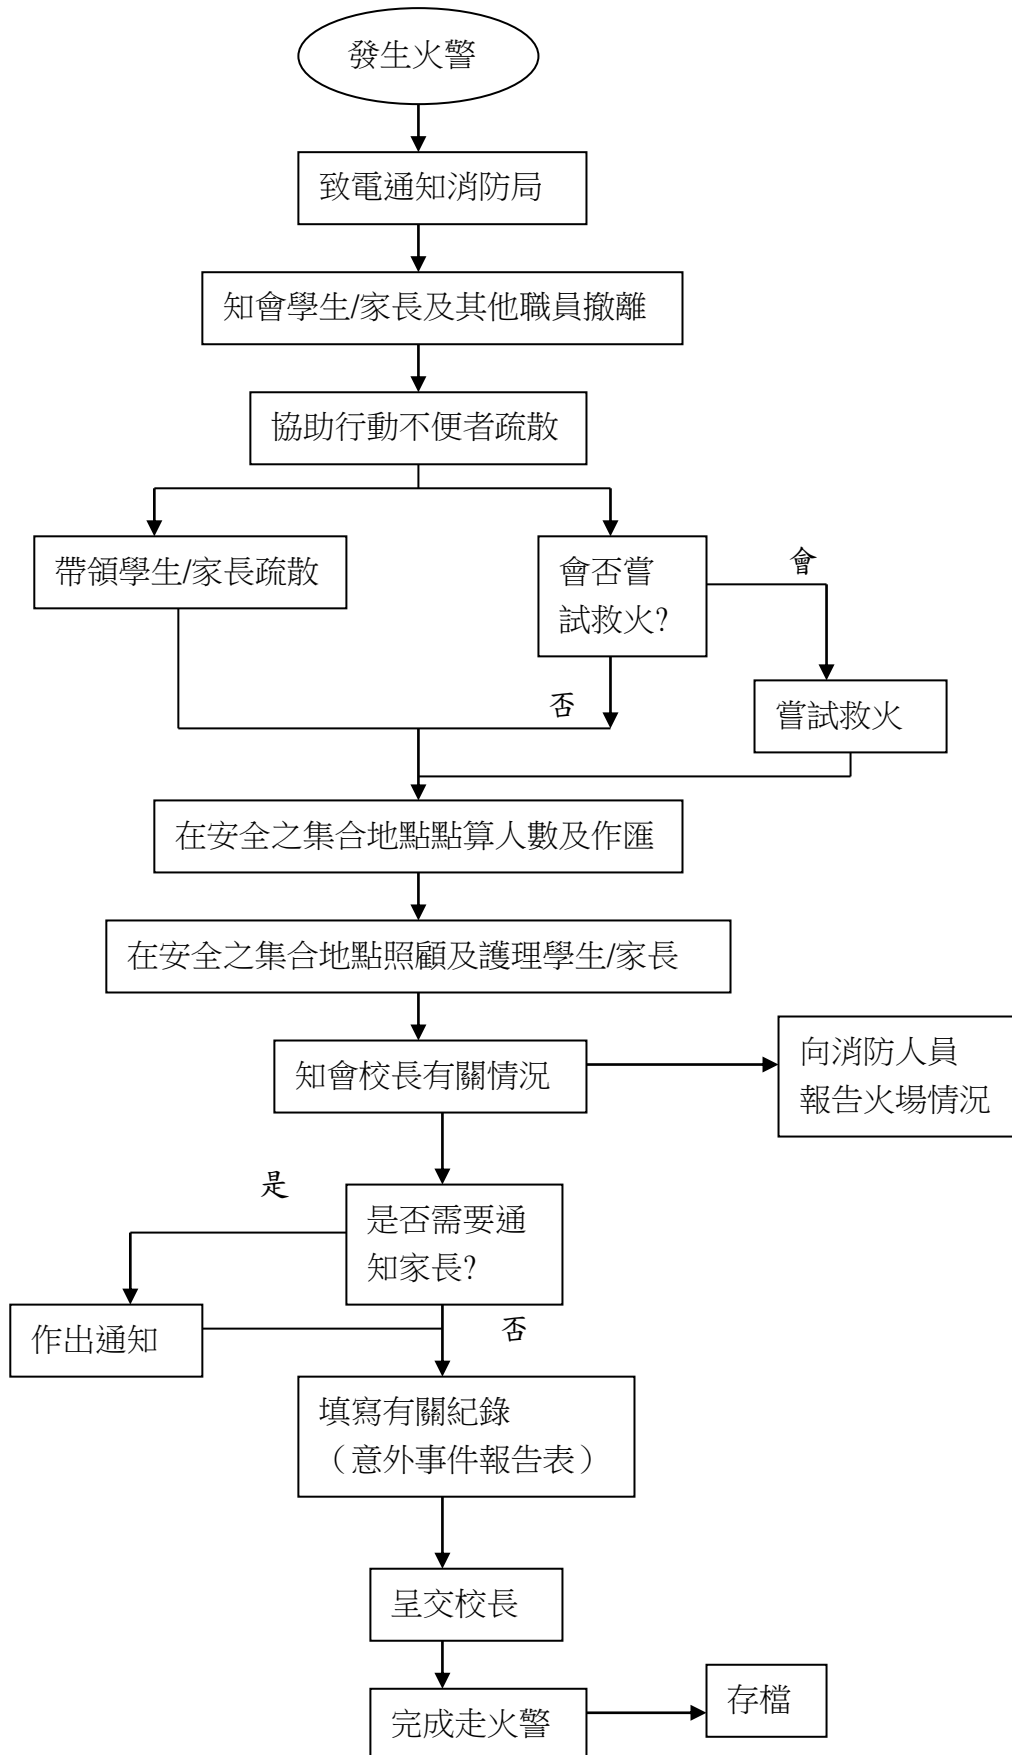 發生火警
致電通知消防局
知會學生/家長及其他職員撤離
協助行動不便者疏散
帶領學生/家長疏散
會否嘗
試救火?
會
嘗試救火
否
在安全之集合地點點算人數及作匯
在安全之集合地點照顧及護理學生/家長
知會校長有關情況
向消防人員
報告火場情況
是
是否需要通
知家長?
作出通知
否
填寫有關紀錄
（意外事件報告表）
呈交校長
完成走火警
存檔